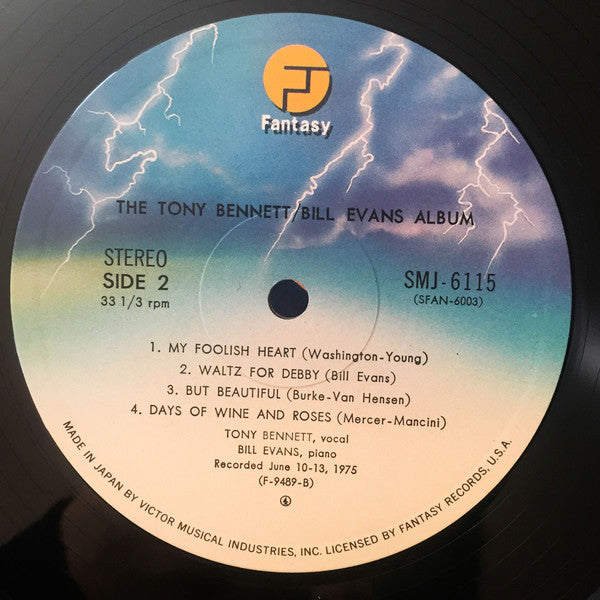 Fantasy
THE TONY BENNETT/BILL EVANS ALBUM
STEREO
SIDE 2
33 1/3 rpm
SMJ-6115
(SFAN-6003)
1. MY FOOLISH HEART (Washington-Young)
2. WALTZ FOR DEBBY (Bill Evans)
3. BUT BEAUTIFUL (Burke-Van Hensen)
4. DAYS OF WINE AND ROSES (Mercer-Mancini)
TONY BENNETT, vocal
BILL EVANS, piano
Recorded June 10-13, 1975
(F-9489-B)
MADE IN JAPAN BY VICTOR MUSICAL INDUSTRIES, INC. LICENSED BY FANTASY RECORDS, U.S.A.